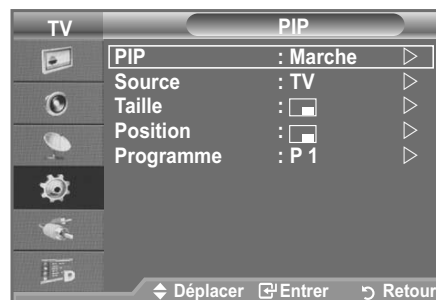 TV PIP
PIP : Marche
Source : TV
Taille :
Position :
Programme : P 1
Déplacer Entrer Retour